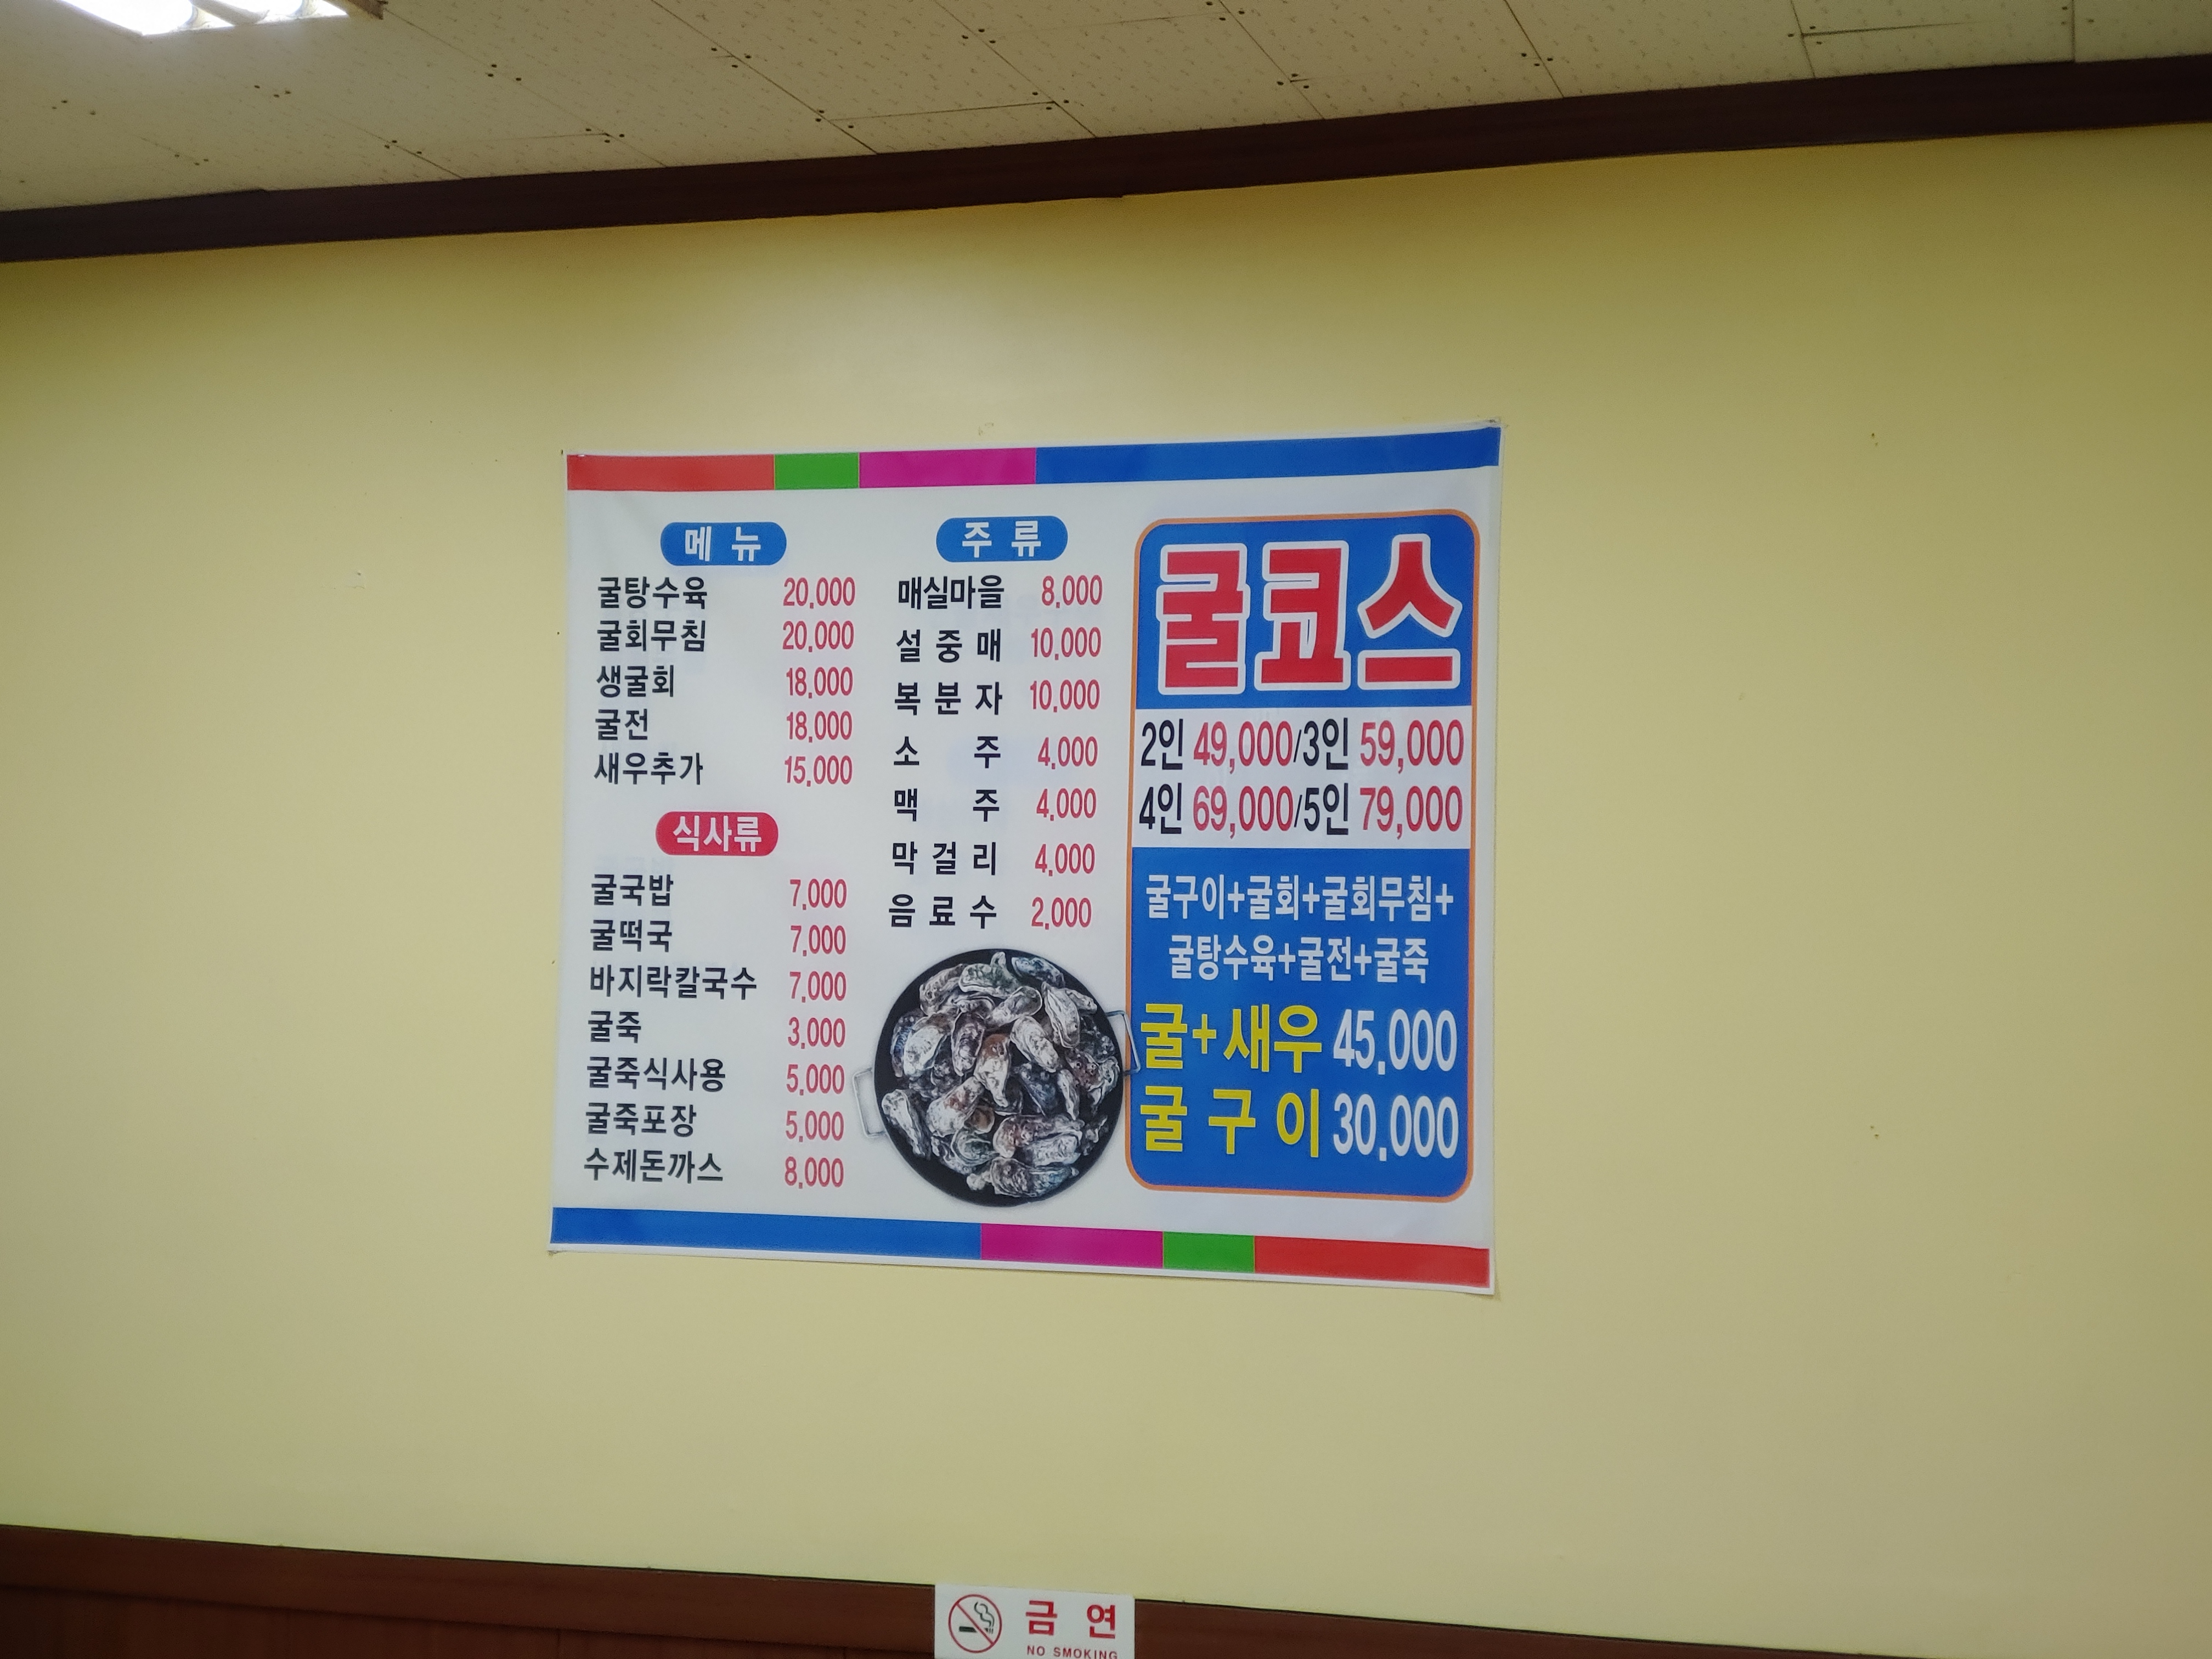 메뉴
굴탕수육 20,000
굴회무침 20,000
생굴회 18,000
굴전 18,000
새우추가 15,000
식사류
굴국밥 7,000
굴떡국 7,000
바지락칼국수 7,000
굴죽 3,000
굴죽식사용 5,000
굴죽포장 5,000
수제돈까스 8,000
주류
매실마을 8,000
설중매 10,000
복분자 10,000
소주 4,000
맥주 4,000
막걸리 4,000
음료수 2,000
굴코스
2인 49,000/3인 59,000
4인 69,000/5인 79,000
굴구이+굴회+굴회무침+
굴탕수육+굴전+굴죽
굴+새우 45,000
굴구이 30,000
금연
NO SMOKING